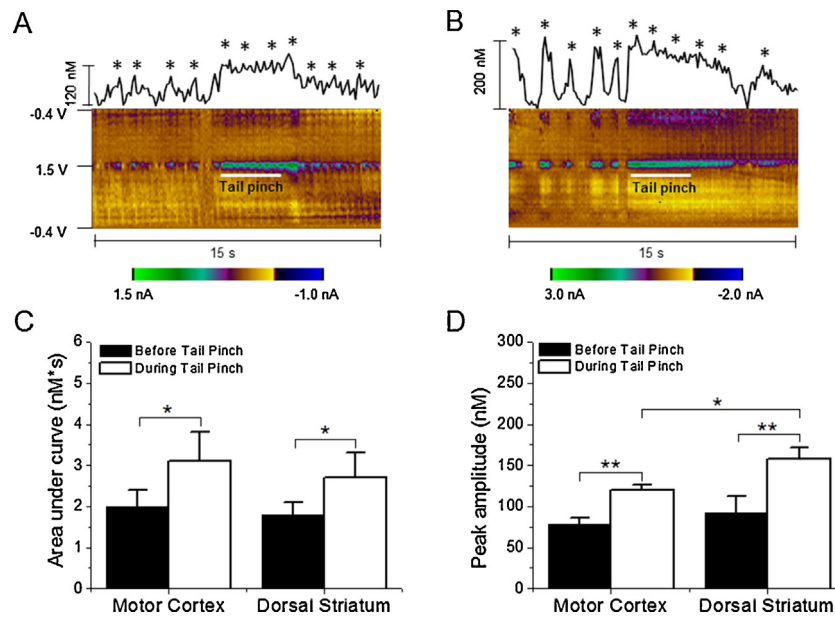 A
* * * * * * * * * * *
120 nM
-0.4 V
1.5 V
-0.4 V
Tail pinch
15 s
1.5 nA -1.0 nA
B
* * * * * * * * * * *
200 nM
Tail pinch
15 s
3.0 nA -2.0 nA
C
Area under curve (nM*s)
6
5
4
3
2
1
0
Before Tail Pinch
During Tail Pinch
*
*
Motor Cortex Dorsal Striatum
D
Peak amplitude (nM)
300
250
200
150
100
50
0
Before Tail Pinch
During Tail Pinch
*
**
**
Motor Cortex Dorsal Striatum